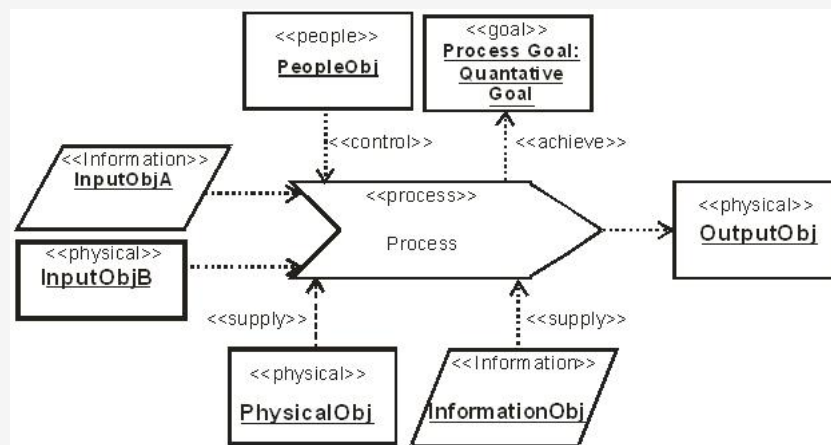 <<people>>
PeopleObj
<<goal>>
Process Goal:
Quantative
Goal
<<control>>
<<achieve>>
<<Information>>
InputObjA
<<process>>
Process
<<physical>>
OutputObj
<<physical>>
InputObjB
<<supply>>
<<supply>>
<<physical>>
PhysicalObj
<<Information>>
InformationObj